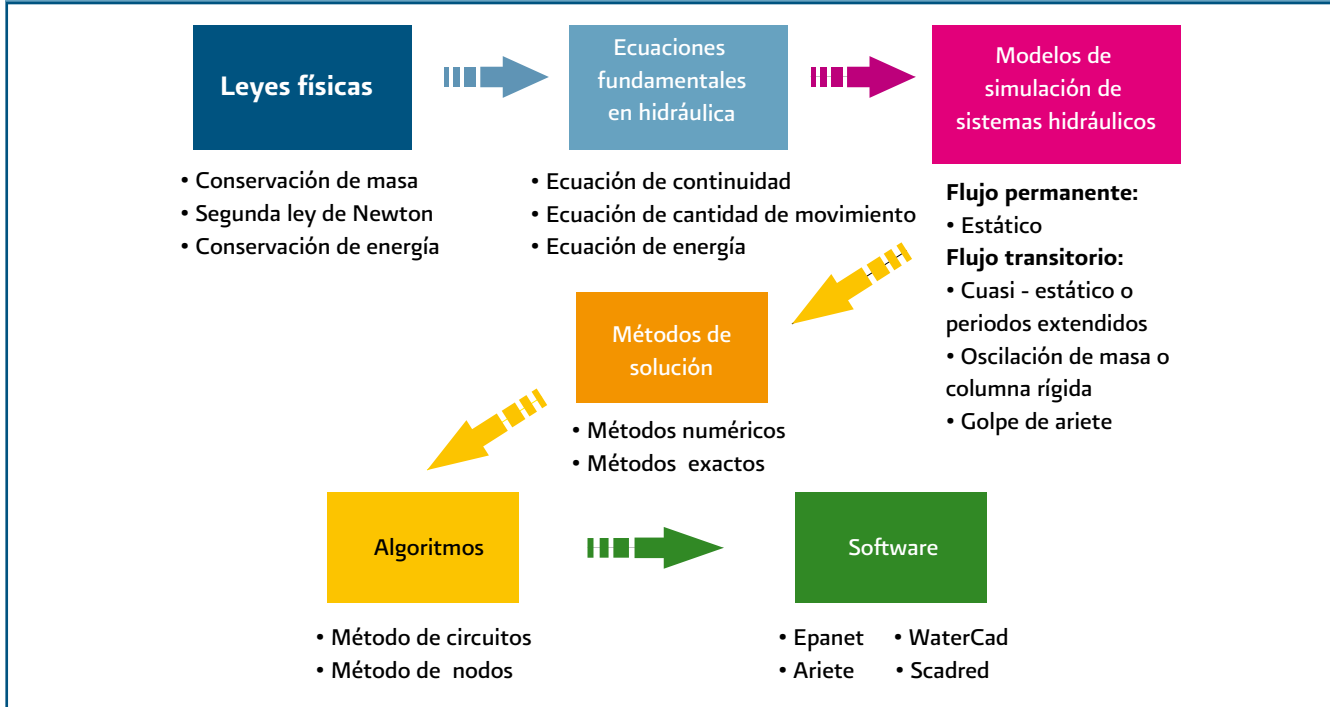 Leyes físicas
• Conservación de masa
• Segunda ley de Newton
• Conservación de energía
Ecuaciones
fundamentales
en hidráulica
• Ecuación de continuidad
• Ecuación de cantidad de movimiento
• Ecuación de energía
Modelos de
simulación de
sistemas hidráulicos
Flujo permanente:
• Estático
Flujo transitorio:
• Cuasi - estático o
periodos extendidos
• Oscilación de masa o
columna rígida
• Golpe de ariete
Métodos de
solución
• Métodos numéricos
• Métodos exactos
Algoritmos
• Método de circuitos
• Método de nodos
Software
• Epanet • WaterCad
• Ariete • Scadred